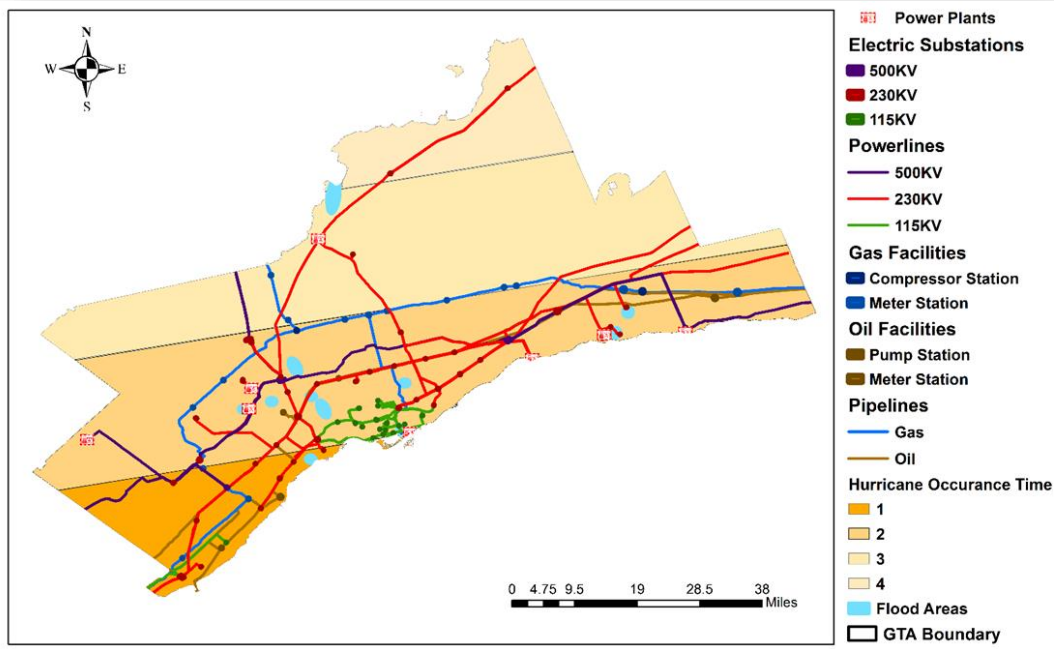 N
W E
S
0 4.75 9.5 19 28.5 38
Miles
Power Plants
Electric Substations
500KV
230KV
115KV
Powerlines
500KV
230KV
115KV
Gas Facilities
Compressor Station
Meter Station
Oil Facilities
Pump Station
Meter Station
Pipelines
Gas
Oil
Hurricane Occurance Time
1
2
3
4
Flood Areas
GTA Boundary